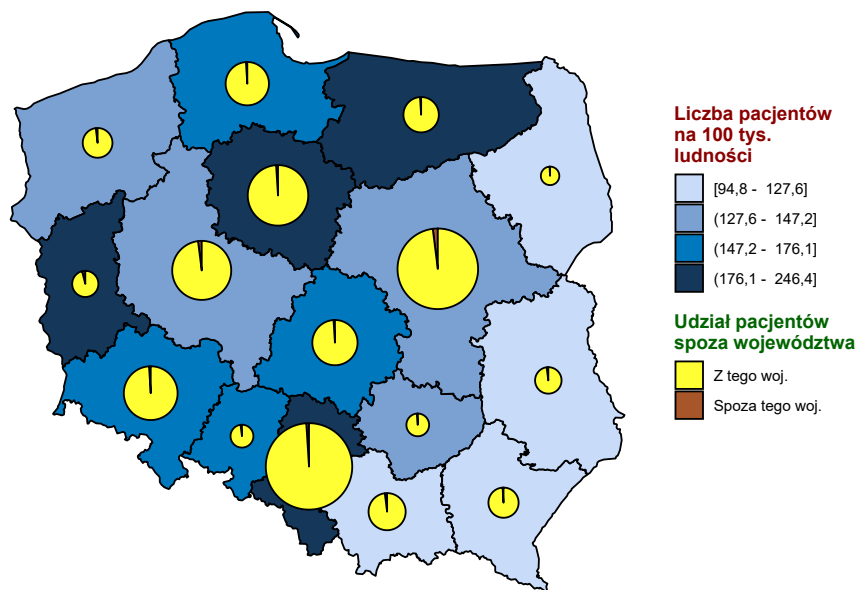 Liczba pacjentów
na 100 tys.
ludności
[94,8 - 127,6]
(127,6 - 147,2]
(147,2 - 176,1]
(176,1 - 246,4]
Udział pacjentów
spoza województwa
Z tego woj.
Spoza tego woj.